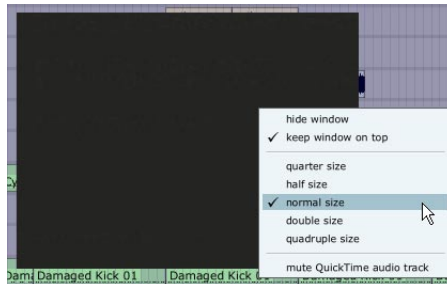 hide window
✓ keep window on top
quarter size
half size
✓ normal size
double size
quadruple size
mute QuickTime audio track
Damaged Kick 01
Damaged Kick